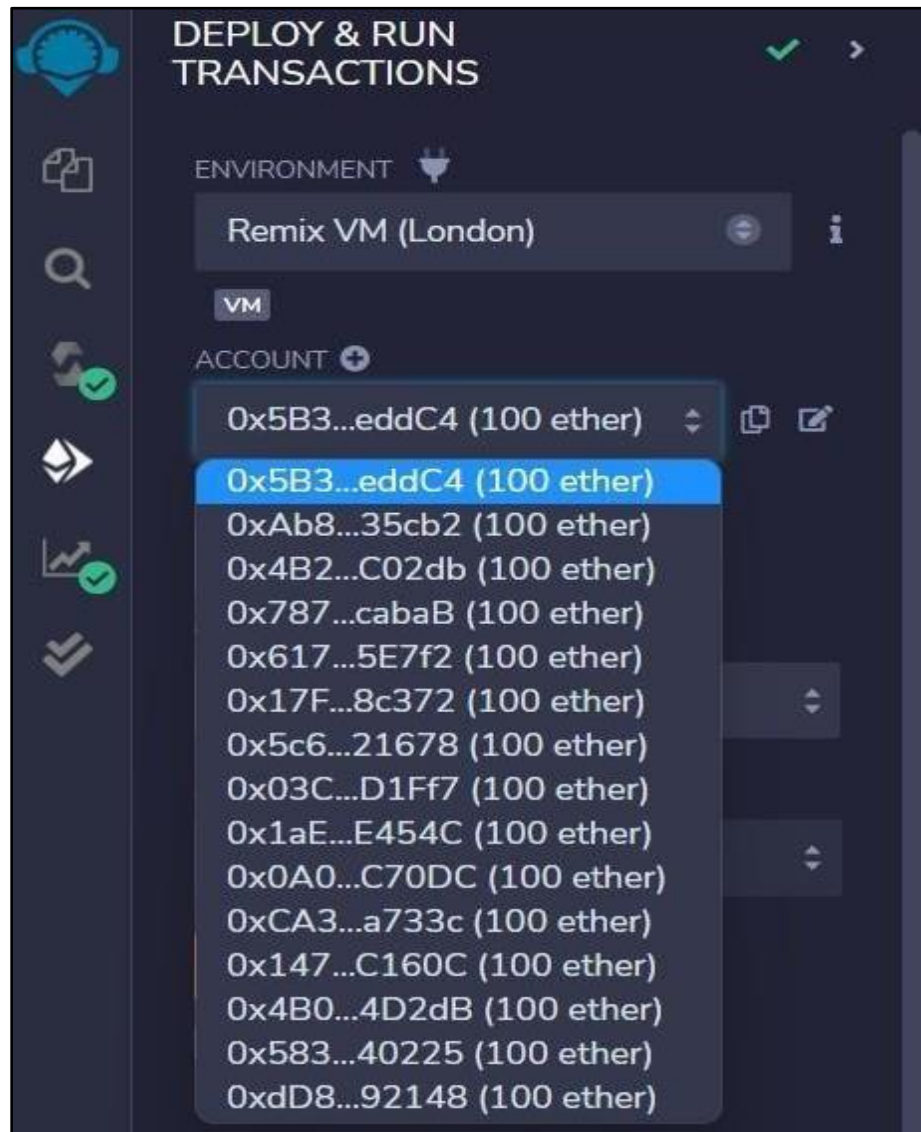 DEPLOY & RUN
TRANSACTIONS
ENVIRONMENT
Remix VM (London)
VM
ACCOUNT
0x5B3...eddC4 (100 ether)
0x5B3...eddC4 (100 ether)
0xAb8...35cb2 (100 ether)
0x4B2...C02db (100 ether)
0x787...cabaB (100 ether)
0x617...5E7f2 (100 ether)
0x17F...8c372 (100 ether)
0x5c6...21678 (100 ether)
0x03C...D1Ff7 (100 ether)
0x1aE...E454C (100 ether)
0x0A0...C70DC (100 ether)
0xCA3...a733c (100 ether)
0x147...C160C (100 ether)
0x4B0...4D2dB (100 ether)
0x583...40225 (100 ether)
0xdD8...92148 (100 ether)